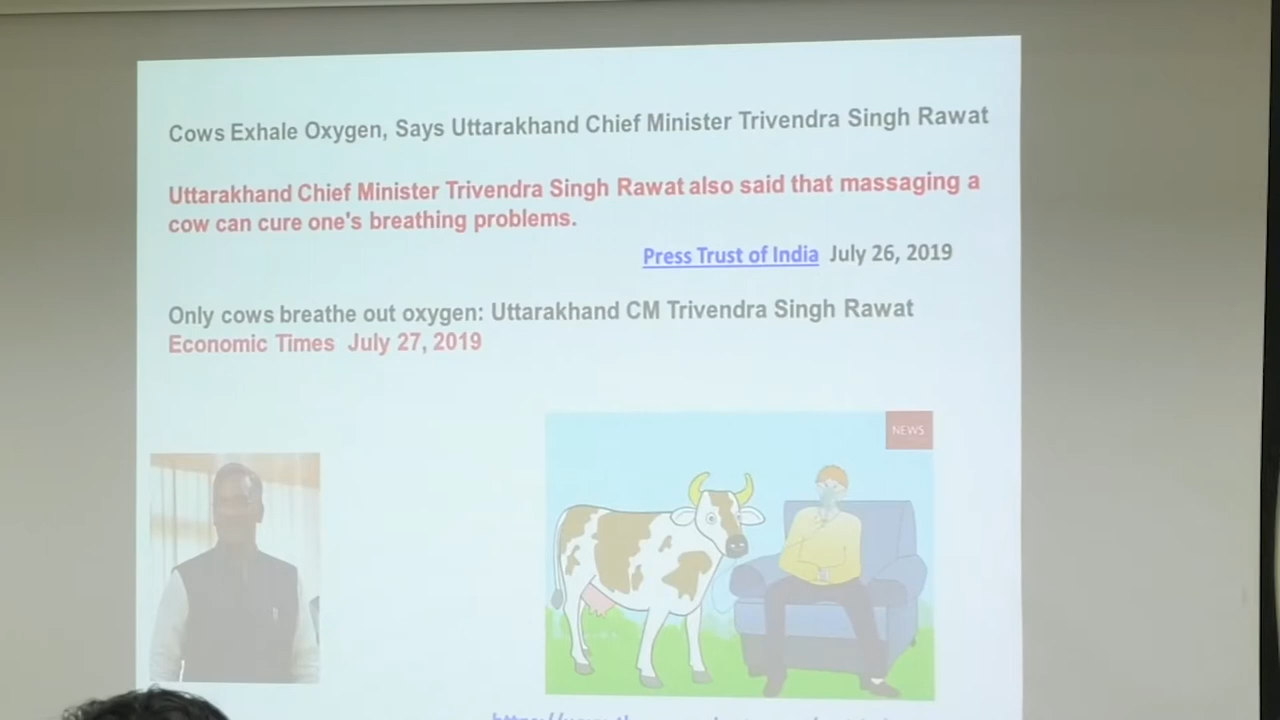 Cows Exhale Oxygen, Says Uttarakhand Chief Minister Trivendra Singh Rawat
Uttarakhand Chief Minister Trivendra Singh Rawat also said that massaging a
cow can cure one's breathing problems.
Press Trust of India July 26, 2019
Only cows breathe out oxygen: Uttarakhand CM Trivendra Singh Rawat
Economic Times July 27, 2019
NEWS